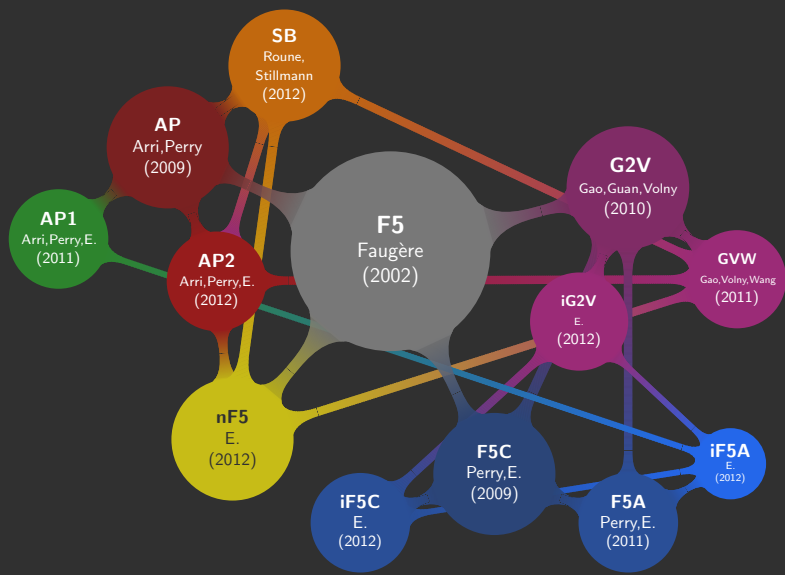 SB
Roune,
Stillmann
(2012)
AP
Arri,Perry
(2009)
G2V
Gao,Guan,Volny
(2010)
F5
Faugère
(2002)
AP1
Arri,Perry,E.
(2011)
AP2
Arri,Perry,E.
(2012)
GVW
Gao,Volny,Wang
(2011)
iG2V
E.
(2012)
nF5
E.
(2012)
F5C
Perry,E.
(2009)
iF5A
E.
(2012)
iF5C
E.
(2012)
F5A
Perry,E.
(2011)